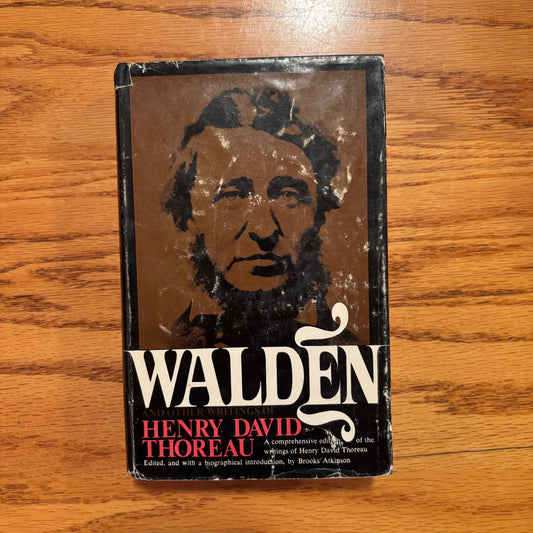 WALDEN
AND OTHER WRITINGS OF
HENRY DAVID
THOREAU
A comprehensive edition of the
writings of Henry David Thoreau
Edited, and with a biographical introduction, by Brooks Atkinson